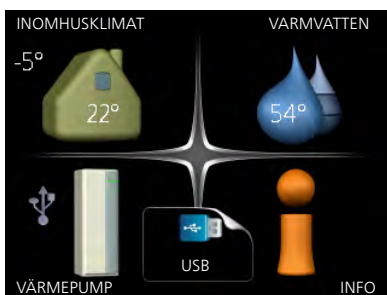 INOMHUSKLIMAT
VARMVATTEN
-5°
22°
54°
USB
VÄRMEPUMP
INFO